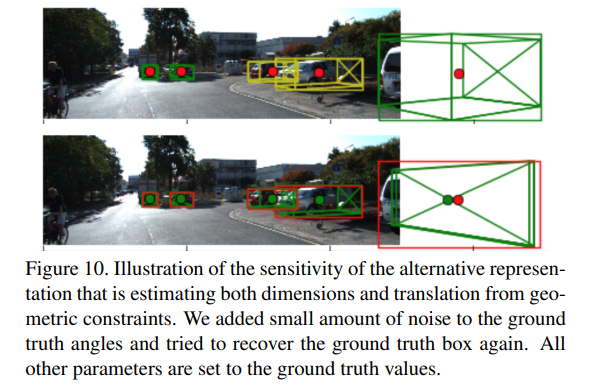 Figure 10. Illustration of the sensitivity of the alternative represen-
tation that is estimating both dimensions and translation from geo-
metric constraints. We added small amount of noise to the ground
truth angles and tried to recover the ground truth box again. All
other parameters are set to the ground truth values.